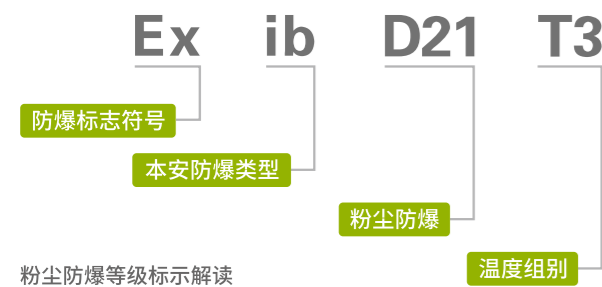 Ex ib D21 T3
防爆标志符号
本安防爆类型
粉尘防爆
温度组别
粉尘防爆等级标示解读